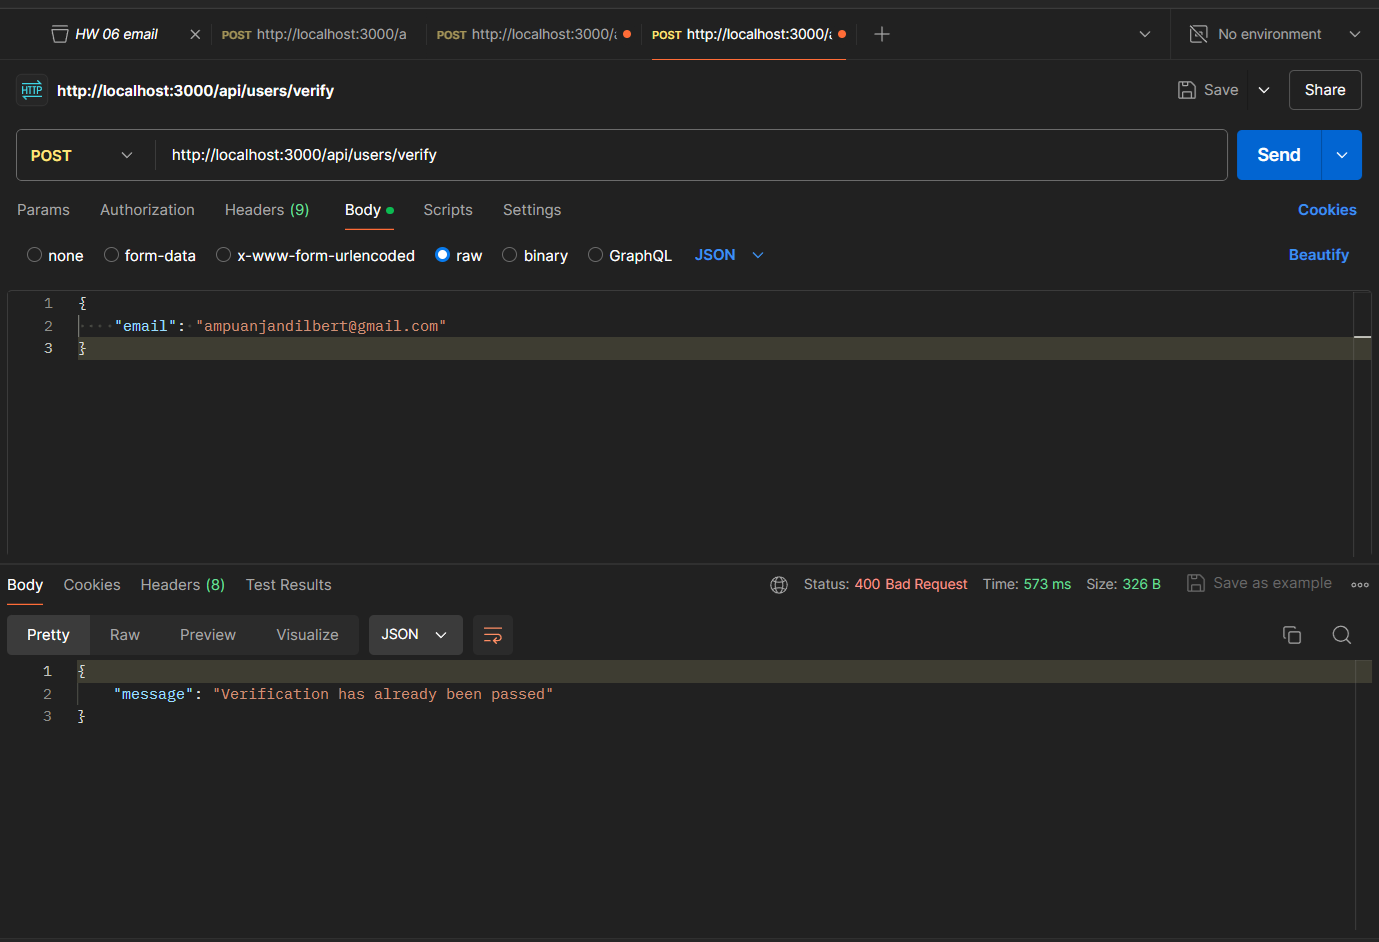 HW 06 email
POST http://localhost:3000/a
POST http://localhost:3000/a
POST http://localhost:3000/a
No environment
HTTP http://localhost:3000/api/users/verify
Save
Share
POST http://localhost:3000/api/users/verify
Send
Params Authorization Headers (9) Body Scripts Settings Cookies
none form-data x-www-form-urlencoded raw binary GraphQL JSON Beautify
1 {
2 "email": "ampuanjandilbert@gmail.com"
3 }
Body Cookies Headers (8) Test Results Status: 400 Bad Request Time: 573 ms Size: 326 B Save as example
Pretty Raw Preview Visualize JSON
1 {
2 "message": "Verification has already been passed"
3 }